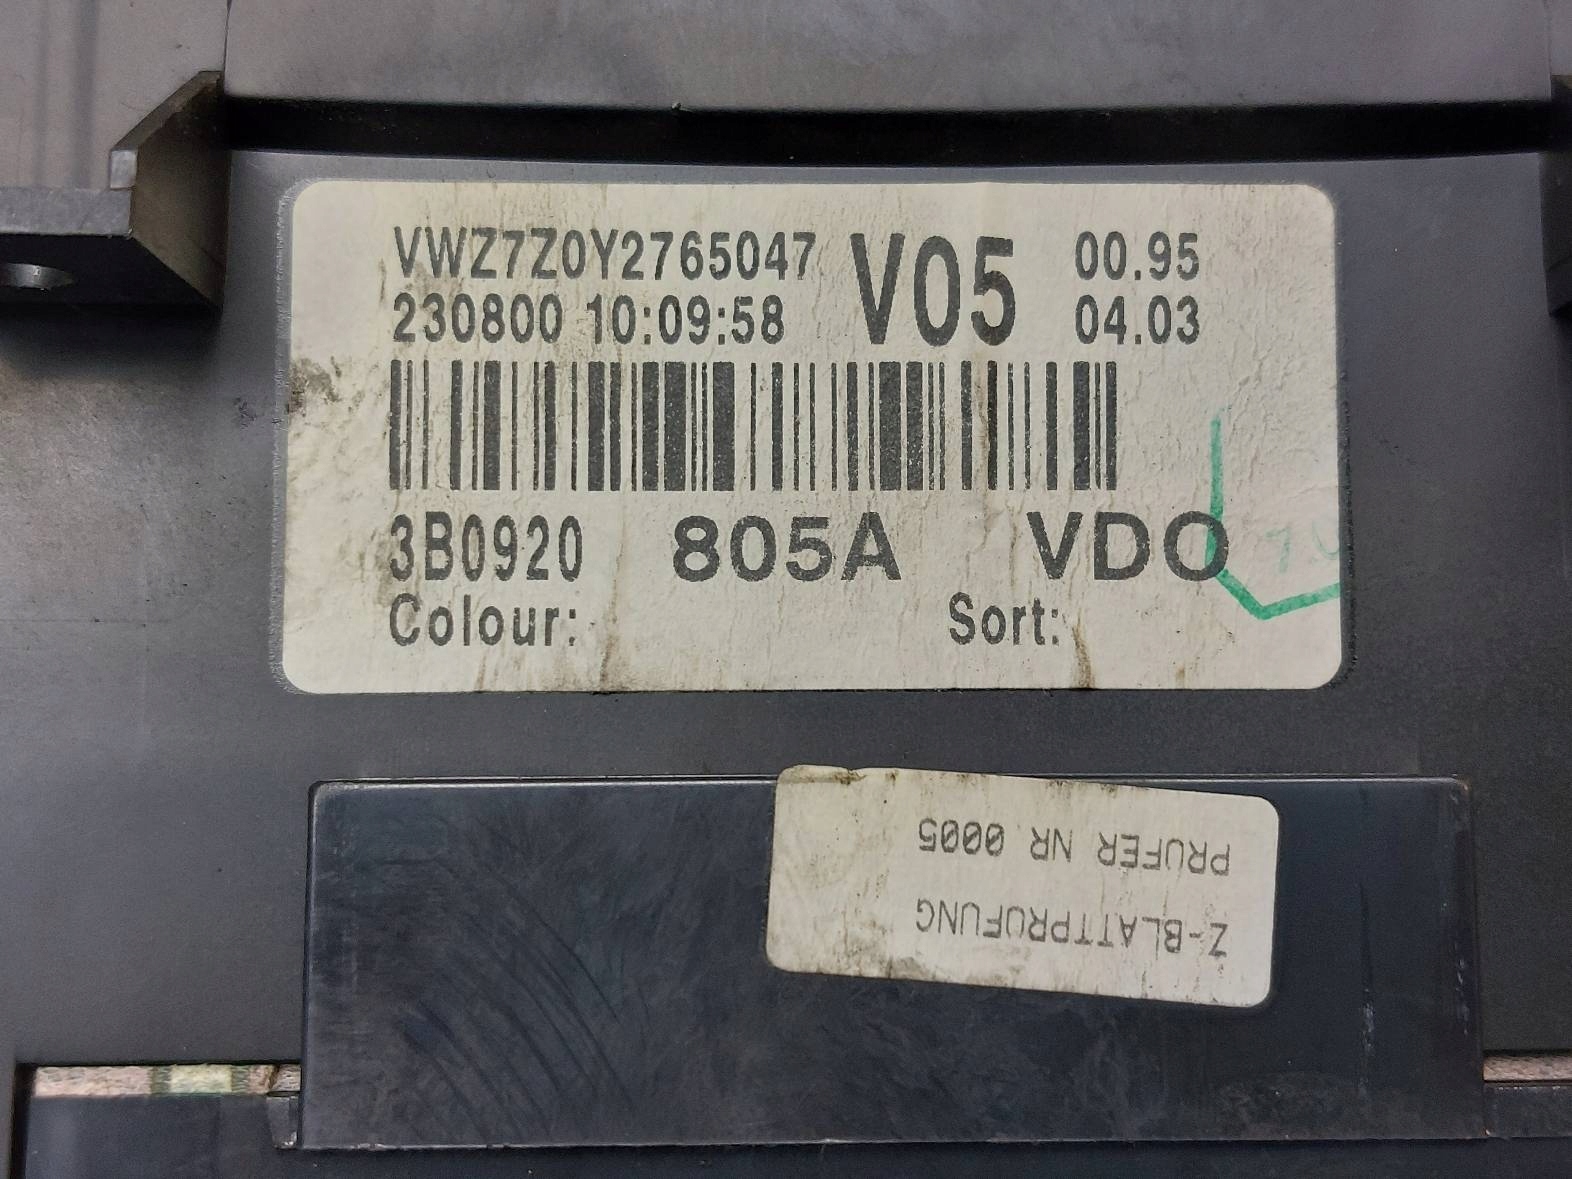 VWZ7Z0Y2765047 V05 00.95
230800 10:09:58 04.03
3B0920 805A VDO
Colour: Sort:
Z-BLATTPRUFUNG
PRUFER NR 0005